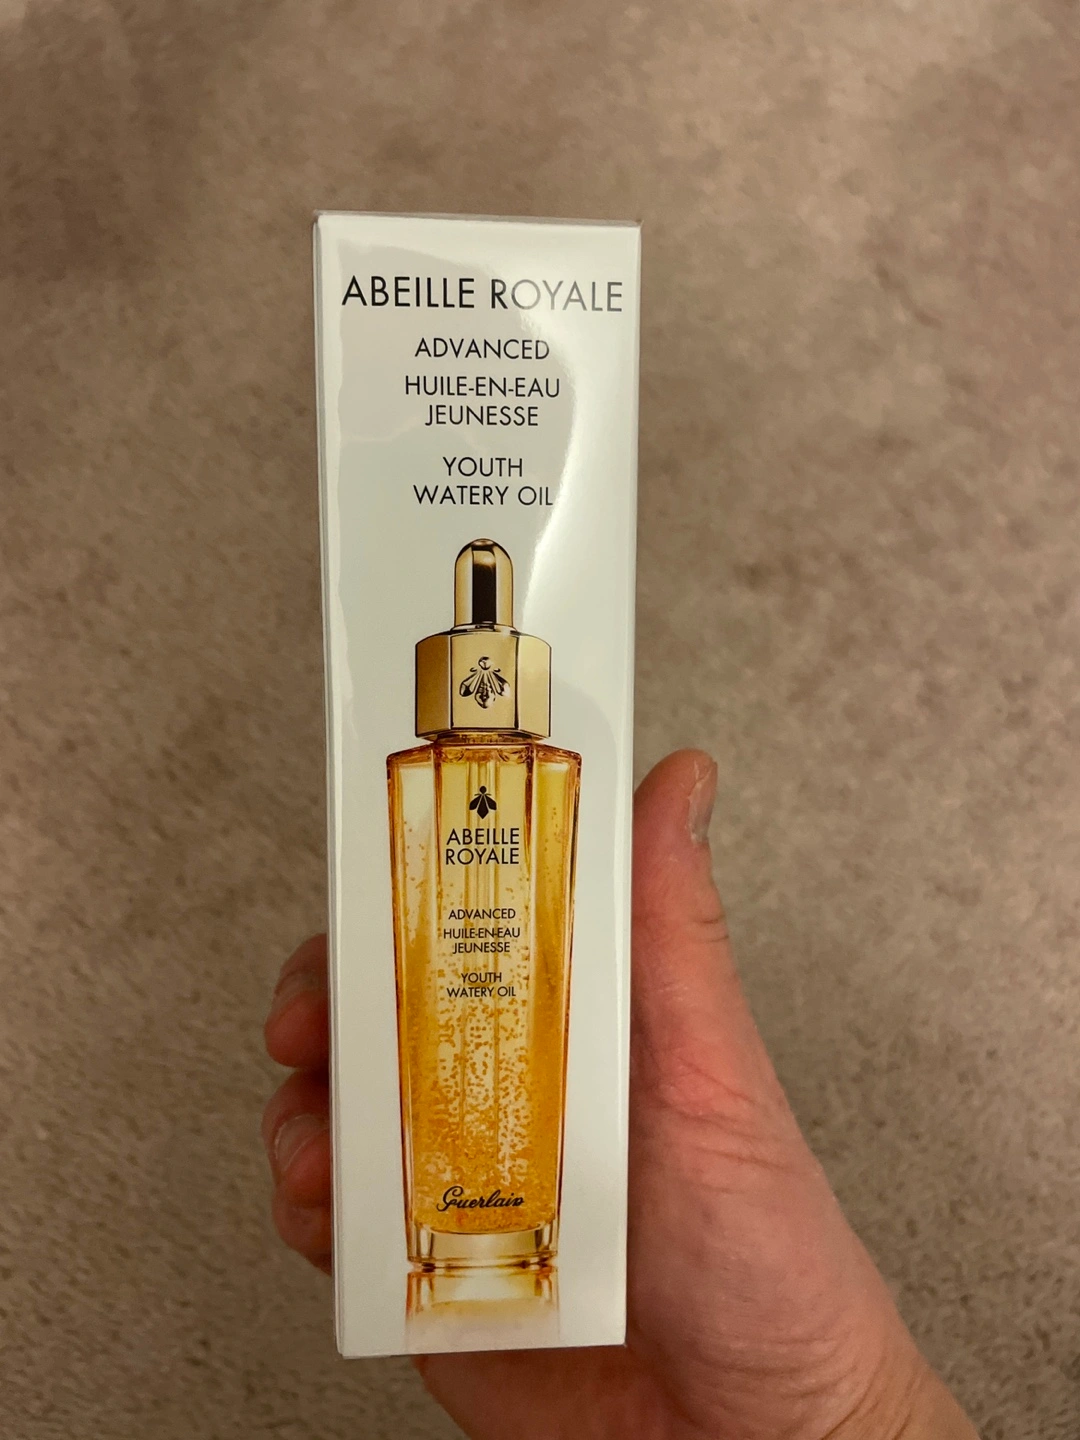 ABEILLE ROYALE
ADVANCED
HUILE-EN-EAU
JEUNESSE
YOUTH
WATERY OIL
ABEILLE
ROYALE
ADVANCED
HUILE-EN-EAU
JEUNESSE
YOUTH
WATERY OIL
Guerlain